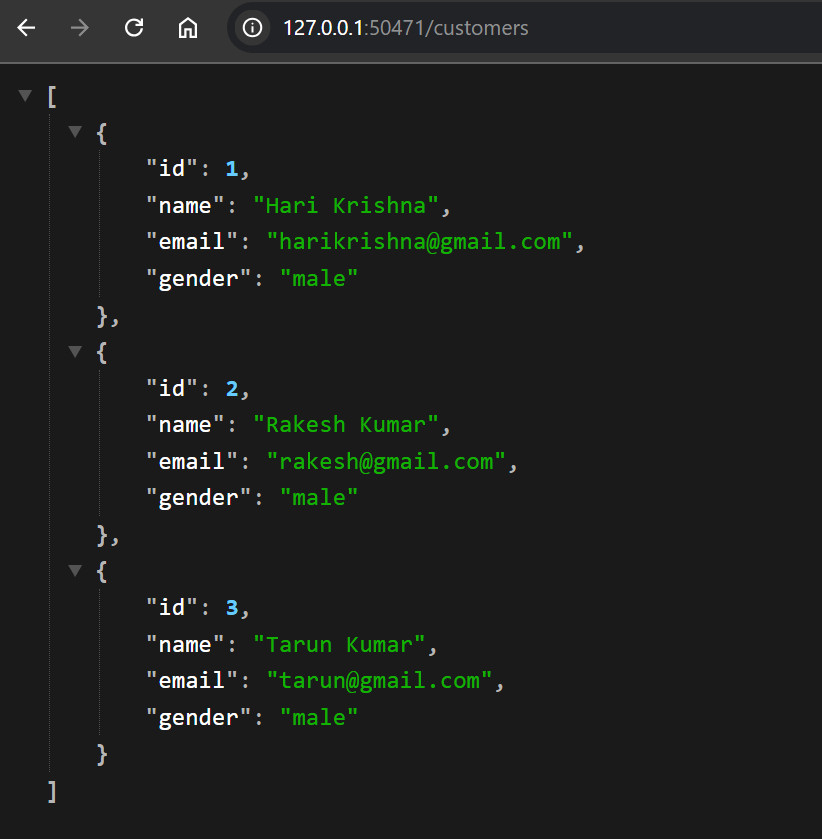 127.0.0.1:50471/customers
[
{
"id": 1,
"name": "Hari Krishna",
"email": "harikrishna@gmail.com",
"gender": "male"
},
{
"id": 2,
"name": "Rakesh Kumar",
"email": "rakesh@gmail.com",
"gender": "male"
},
{
"id": 3,
"name": "Tarun Kumar",
"email": "tarun@gmail.com",
"gender": "male"
}
]